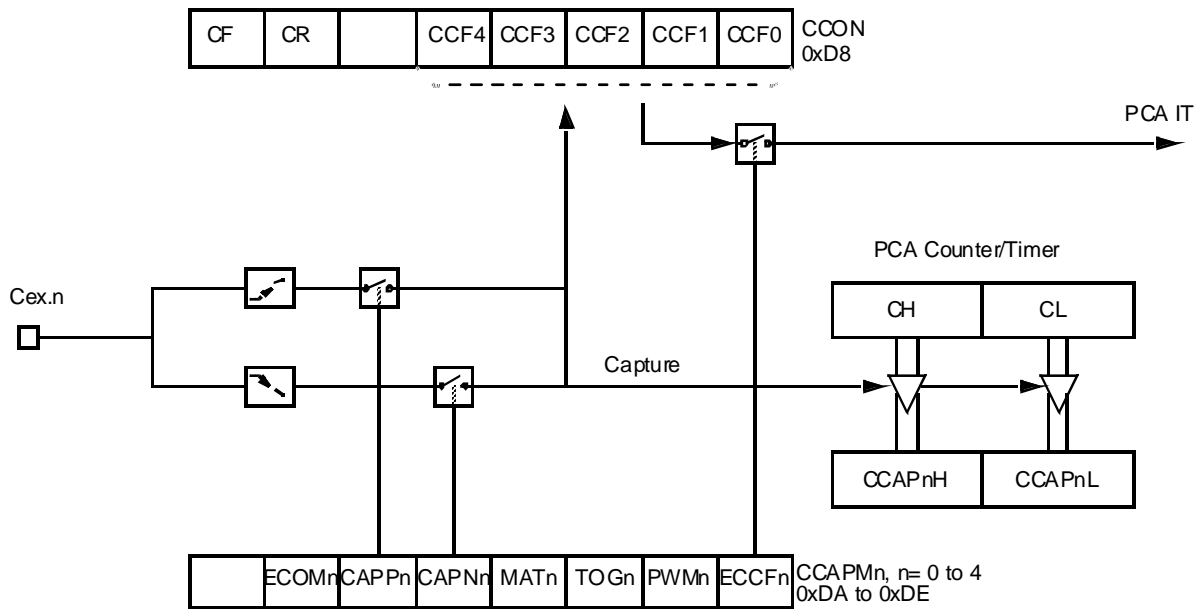 CF CR CCF4 CCF3 CCF2 CCF1 CCF0 CCON
0xD8
PCA IT
PCA Counter/Timer
Cex.n
CH CL
Capture
CCAPnH CCAPnL
ECOMn CAPPn CAPNn MATn TOGn PWMn ECCFn CCAPMn, n= 0 to 4
0xDA to 0xDE